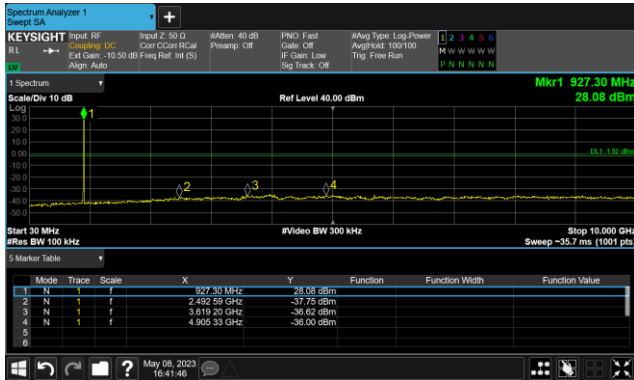 Spectrum Analyzer 1
Swept SA
+
KEYSIGHT Input: RF Input Z: 50 Ω #Atten: 40 dB PNO: Fast #Avg Type: Log-Power 1 2 3 4 5 6
RL Coupling: DC Corr CCorr RCal Preamp: Off Gate: Off Avg|Hold: 100/100 M W W W W W
Ext Gain: -10.50 dB Freq Ref: Int (S) IF Gain: Low Trig: Free Run
Align: Auto Sig Track: Off P N N N N N
1 Spectrum Mkr1 927.30 MHz
Scale/Div 10 dB Ref Level 40.00 dBm 28.08 dBm
Log
30.0
20.0
10.0
0.00
DL1 -1.92 dBm
-10.0
-20.0
-30.0
-40.0
-50.0
1
2
3
4
Start 30 MHz #Video BW 300 kHz Stop 10.000 GHz
#Res BW 100 kHz Sweep ~35.7 ms (1001 pts)
5 Marker Table
Mode Trace Scale X Y Function Function Width Function Value
1 N 1 f 927.30 MHz 28.08 dBm
2 N 1 f 2.492 59 GHz -37.75 dBm
3 N 1 f 3.619 20 GHz -36.62 dBm
4 N 1 f 4.905 33 GHz -36.00 dBm
5
6
? May 08, 2023
16:41:46